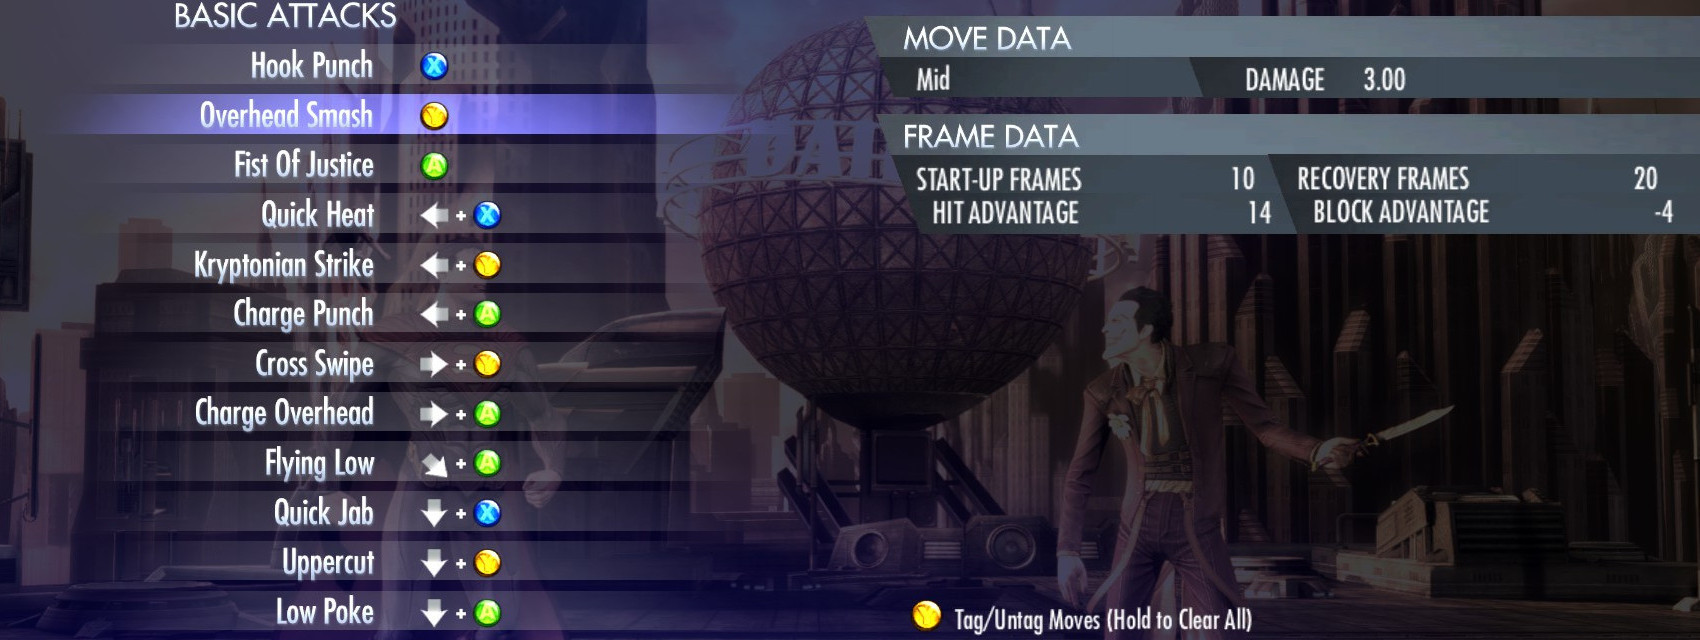 BASIC ATTACKS
Hook Punch X
Overhead Smash Y
Fist Of Justice A
Quick Heat + X
Kryptonian Strike + Y
Charge Punch + A
Cross Swipe + Y
Charge Overhead + A
Flying Low + A
Quick Jab + X
Uppercut + Y
Low Poke + A
MOVE DATA
Mid DAMAGE 3.00
FRAME DATA
START-UP FRAMES 10 RECOVERY FRAMES 20
HIT ADVANTAGE 14 BLOCK ADVANTAGE -4
Y Tag/Untag Moves (Hold to Clear All)